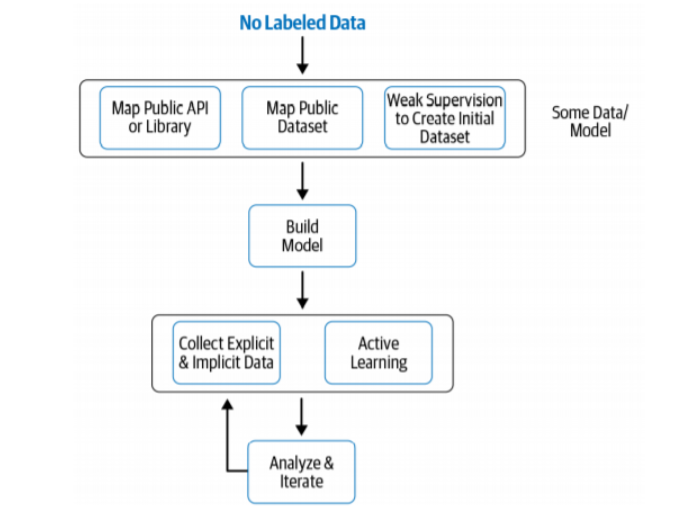 No Labeled Data
Map Public API
or Library
Map Public
Dataset
Weak Supervision
to Create Initial
Dataset
Some Data/
Model
Build
Model
Collect Explicit
& Implicit Data
Active
Learning
Analyze &
Iterate